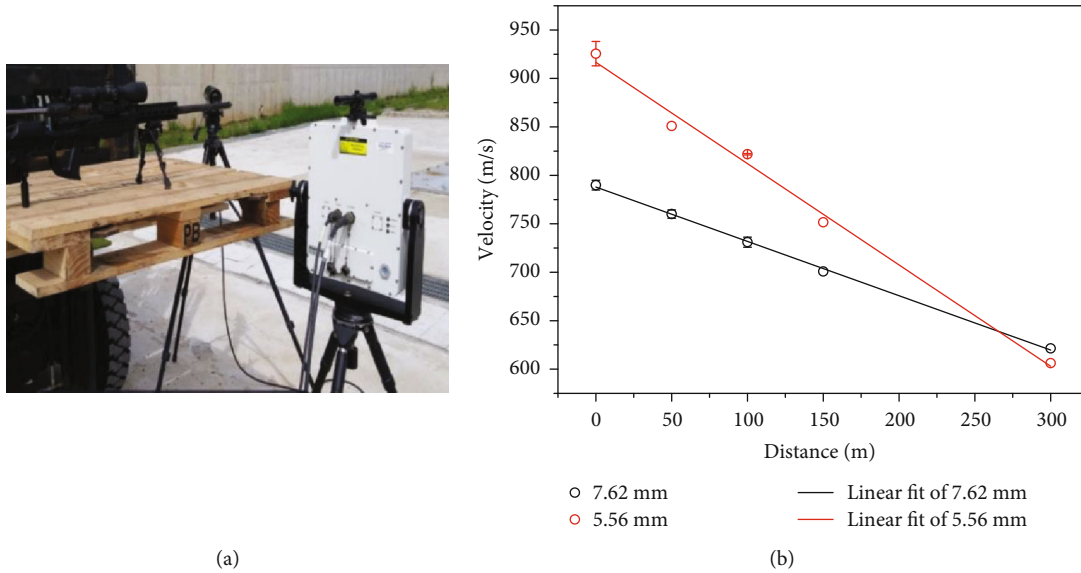 PB
950
900
850
800
750
700
650
600
Velocity (m/s)
0 50 100 150 200 250 300
Distance (m)
7.62 mm Linear fit of 7.62 mm
5.56 mm Linear fit of 5.56 mm
(a) (b)